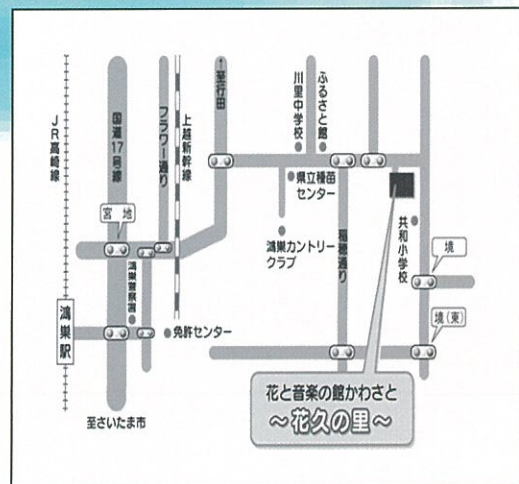 JR高崎線
国道17号線
フラワー通り
上越新幹線
↑至行田
川里中学校
ふるさと館
県立種苗
センター
鴻巣カントリー
クラブ
稲穂通り
共和小学校
宮地
境
境(東)
鴻巣警察署
免許センター
鴻巣駅
至さいたま市
花と音楽の館かわさと
〜花久の里〜